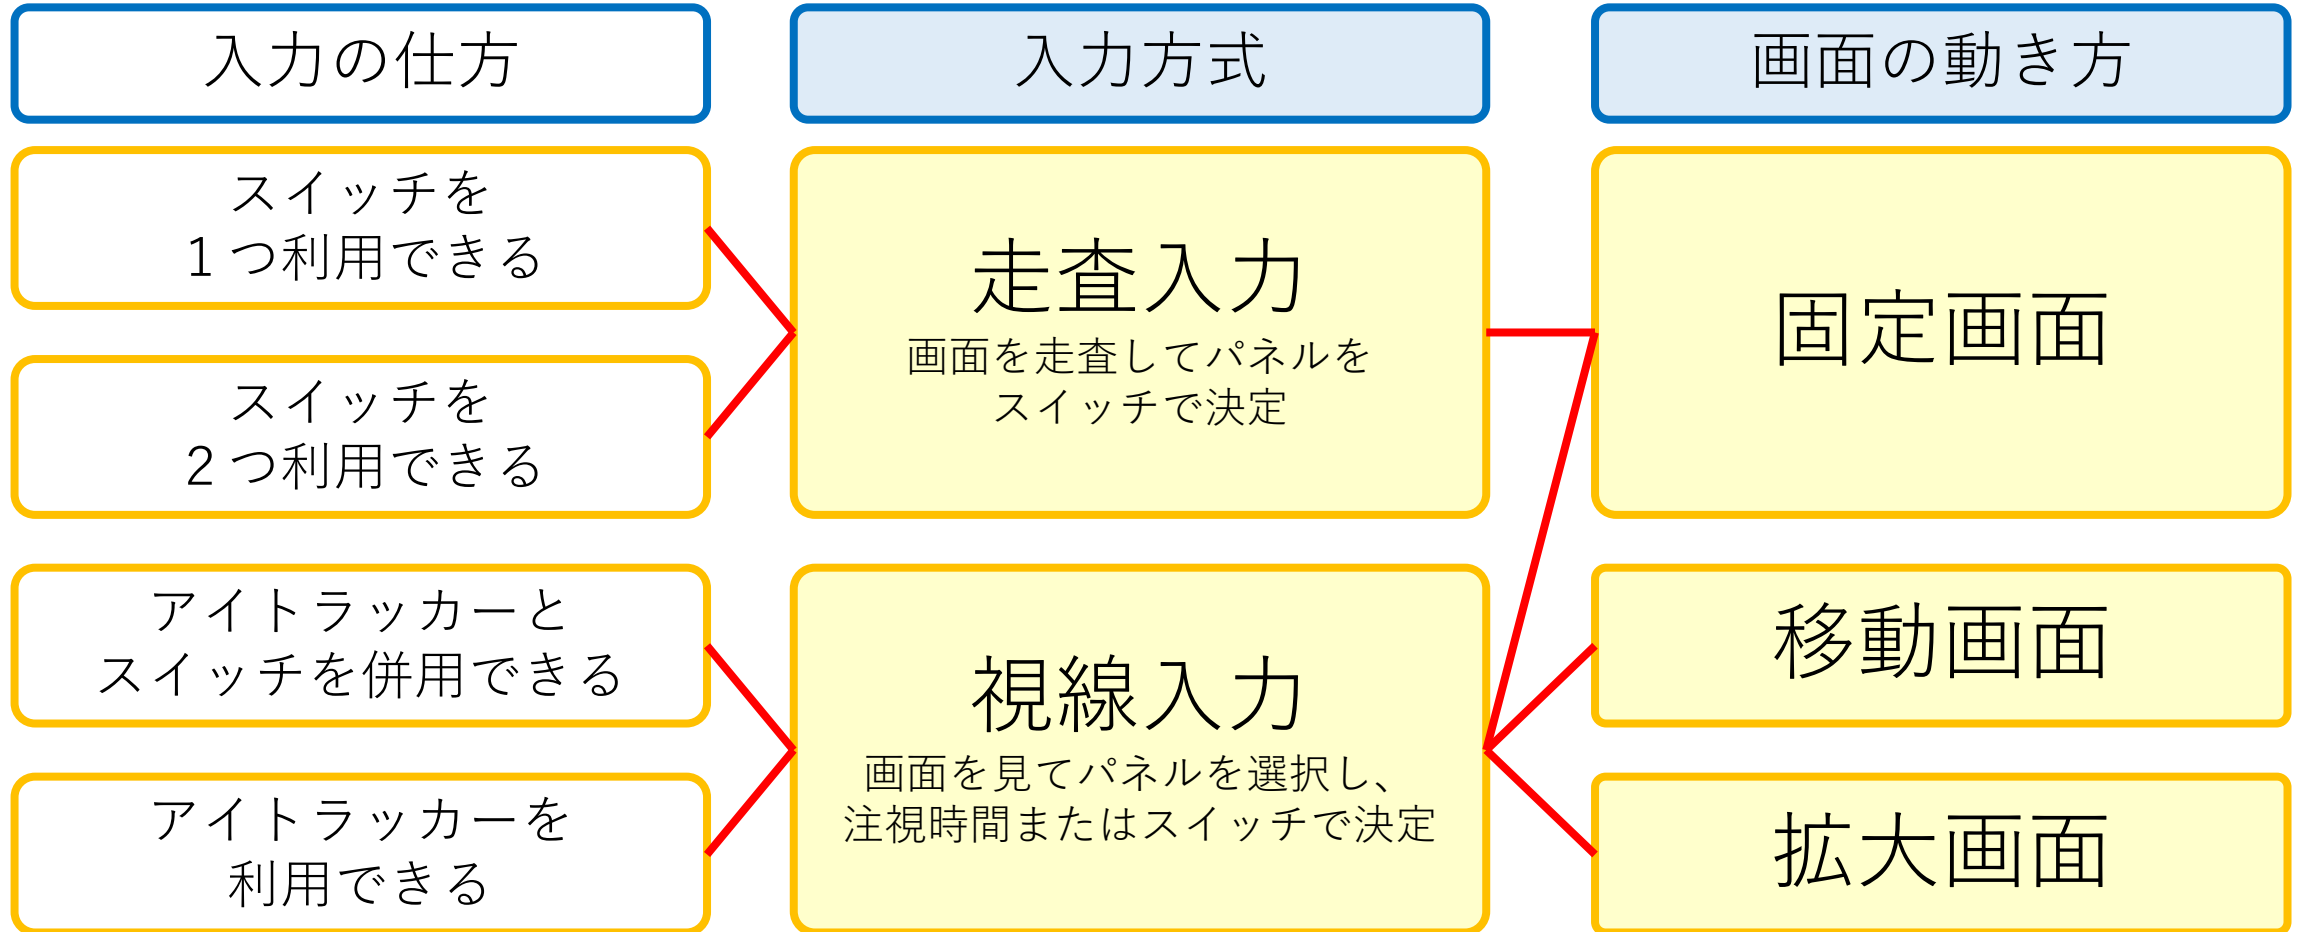 入力の仕方
入力方式
画面の動き方
スイッチを
1つ利用できる
スイッチを
2つ利用できる
アイトラッカーと
スイッチを併用できる
アイトラッカーを
利用できる
走査入力
画面を走査してパネルを
スイッチで決定
視線入力
画面を見てパネルを選択し、
注視時間またはスイッチで決定
固定画面
移動画面
拡大画面